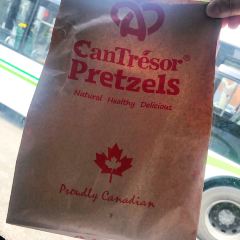 CanTrésor®
Pretzels
Natural Healthy Delicious
Proudly Canadian